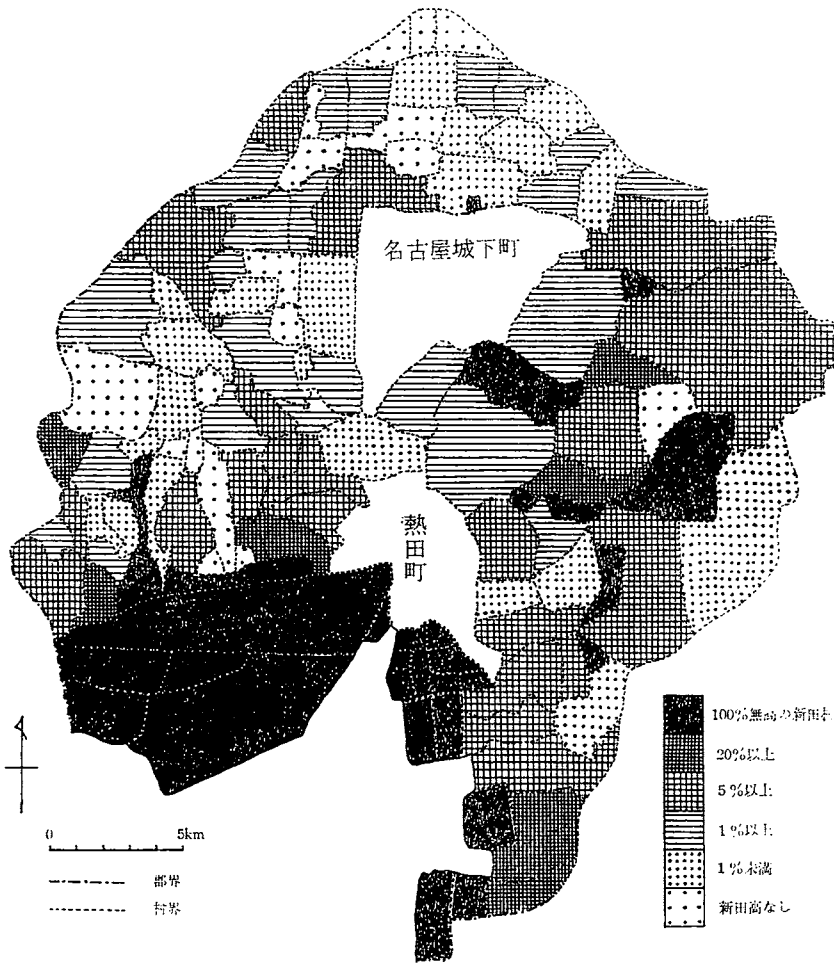 名古屋城下町
熱田町
100%無高の新田村
20%以上
5%以上
1%以上
1%未満
新田高なし
0 5km
郡界
村界